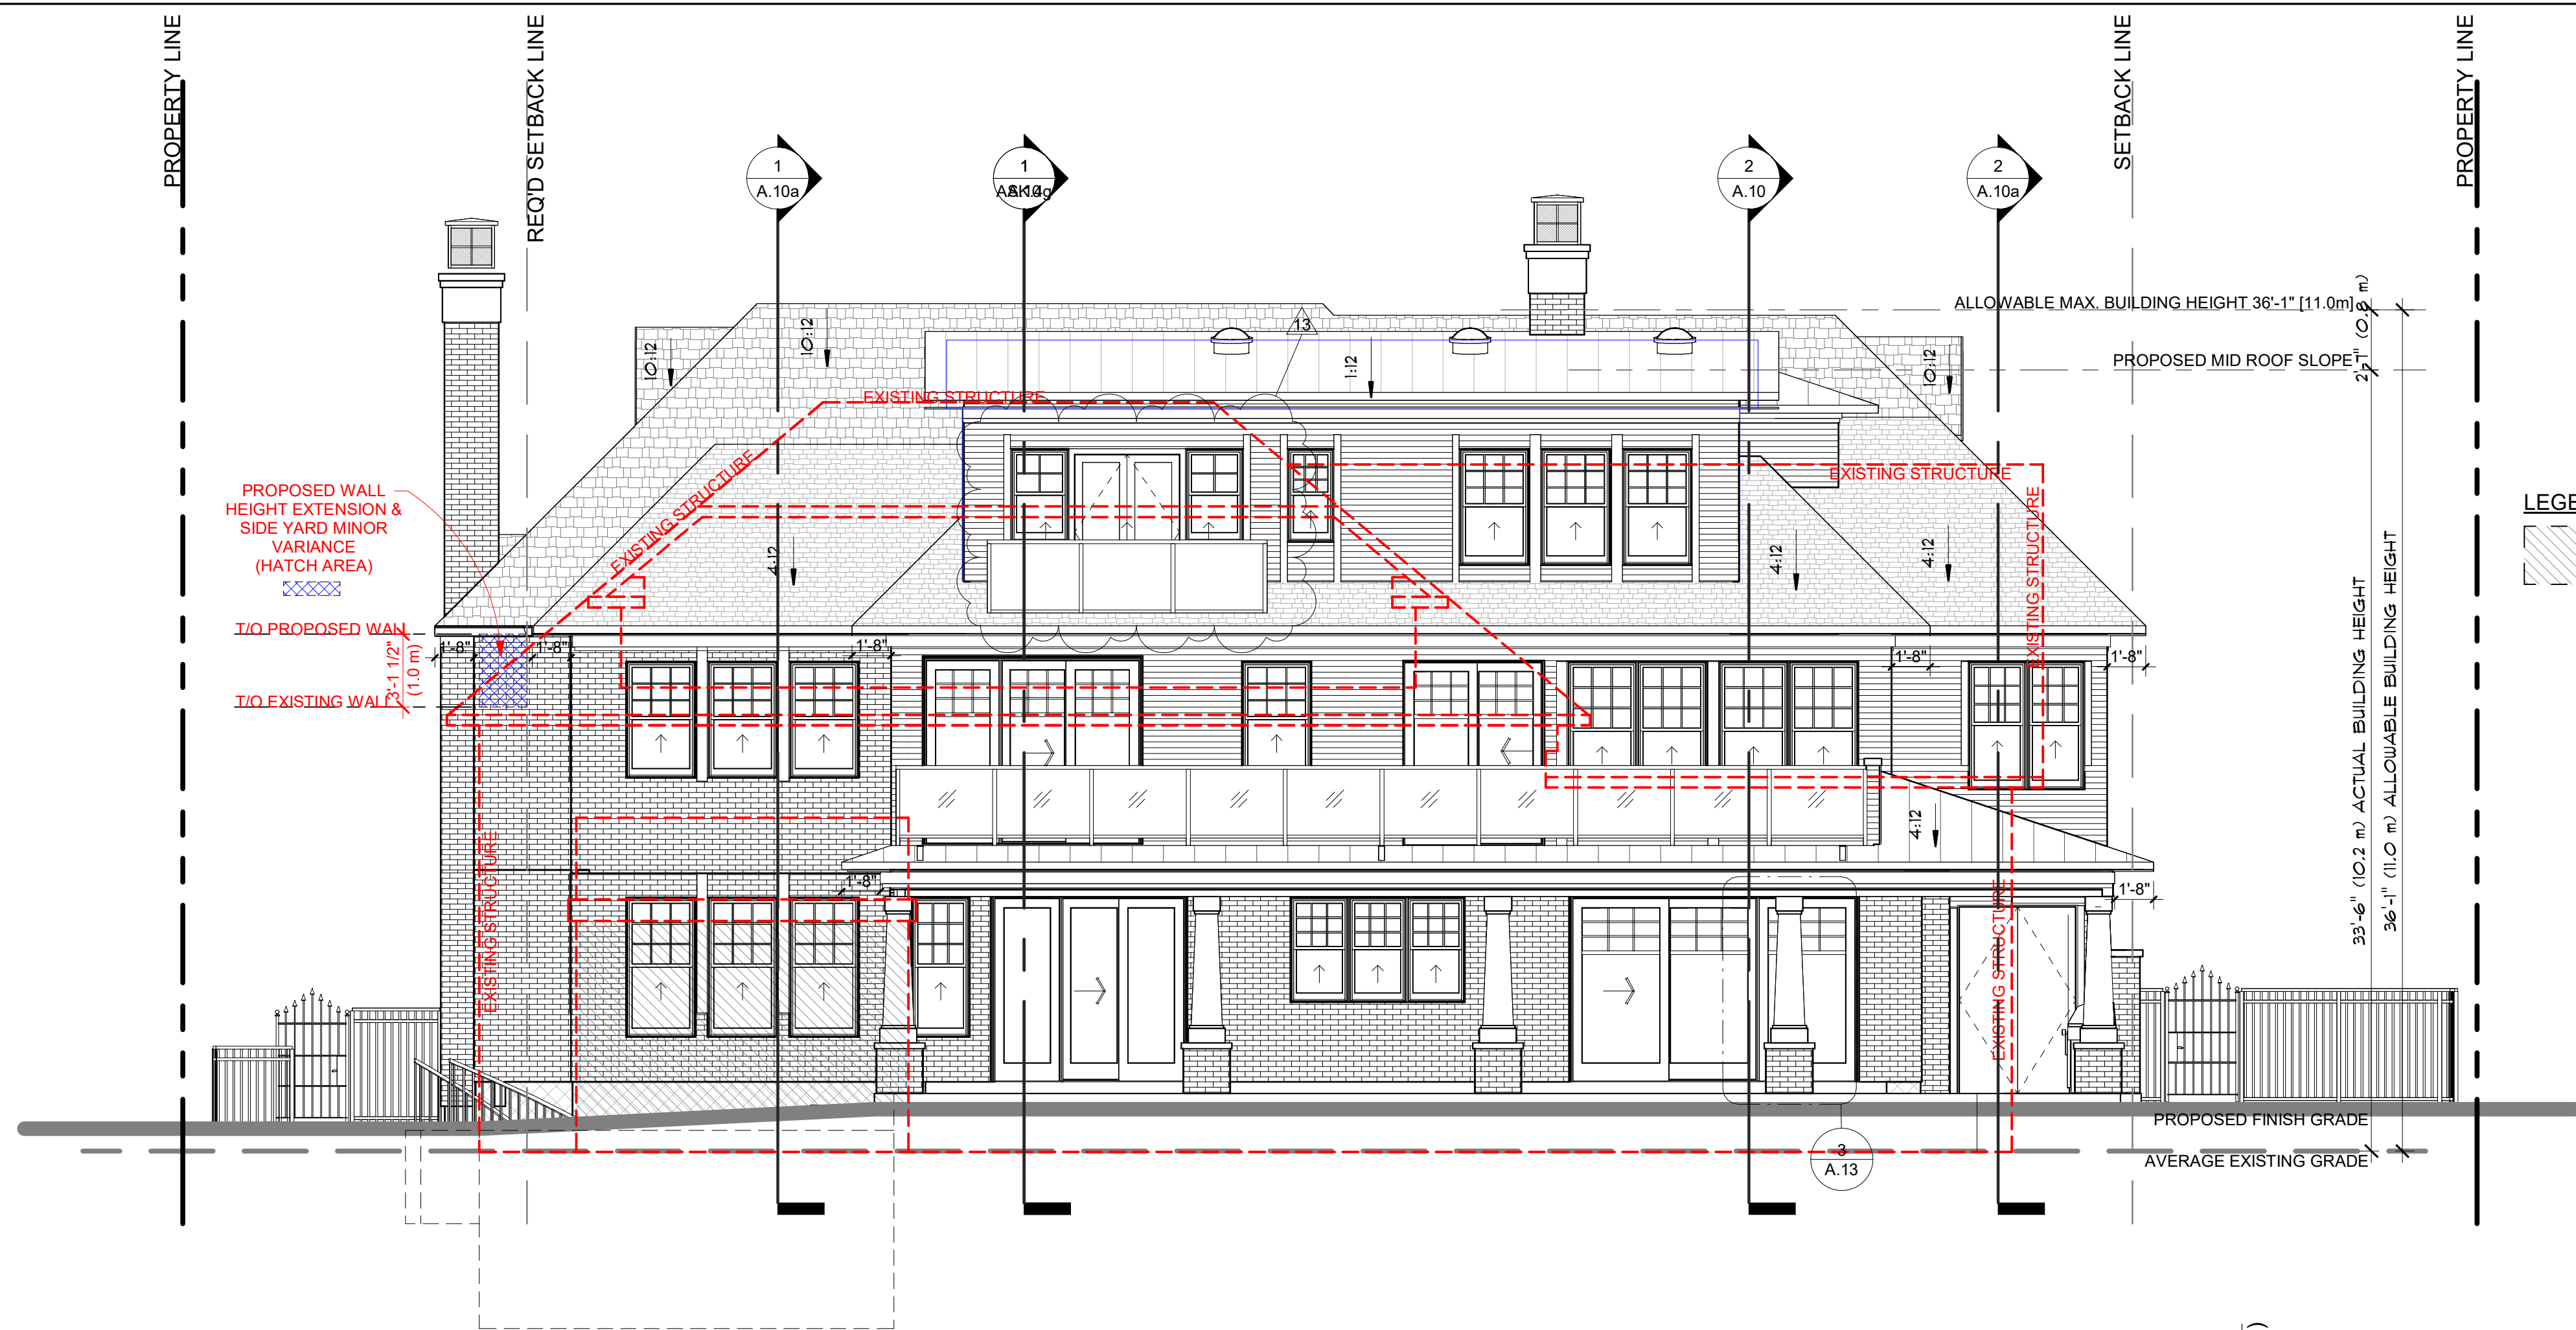 PROPERTY LINE
REQ'D SETBACK LINE
SETBACK LINE
PROPERTY LINE
1
A.10a
1
2
A.10
2
A.10a
ALLOWABLE MAX. BUILDING HEIGHT 36'-1" [11.0m]
2'-7" (0.8 m)
PROPOSED MID ROOF SLOPE
13
10:12
10:12
1:12
10:12
EXISTING STRUCTURE
EXISTING STRUCTURE
EXISTING STRUCTURE
EXISTING STRUCTURE
PROPOSED WALL
HEIGHT EXTENSION &
SIDE YARD MINOR
VARIANCE
(HATCH AREA)
LEGE
4:12
4:12
4:12
T/O PROPOSED WALL
3'-1 1/2"
(1.0 m)
T/O EXISTING WALL
1'-8"
1'-8"
1'-8"
1'-8"
1'-8"
33'-6" (10.2 m) ACTUAL BUILDING HEIGHT
36'-1" (11.0 m) ALLOWABLE BUILDING HEIGHT
4:12
1'-8"
1'-8"
EXISTING STRUCTURE
EXISTING STRUCTURE
PROPOSED FINISH GRADE
AVERAGE EXISTING GRADE
3
A.13
)